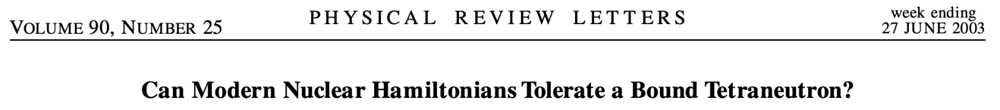 VOLUME 90, NUMBER 25
PHYSICAL REVIEW LETTERS
week ending
27 JUNE 2003
Can Modern Nuclear Hamiltonians Tolerate a Bound Tetraneutron?